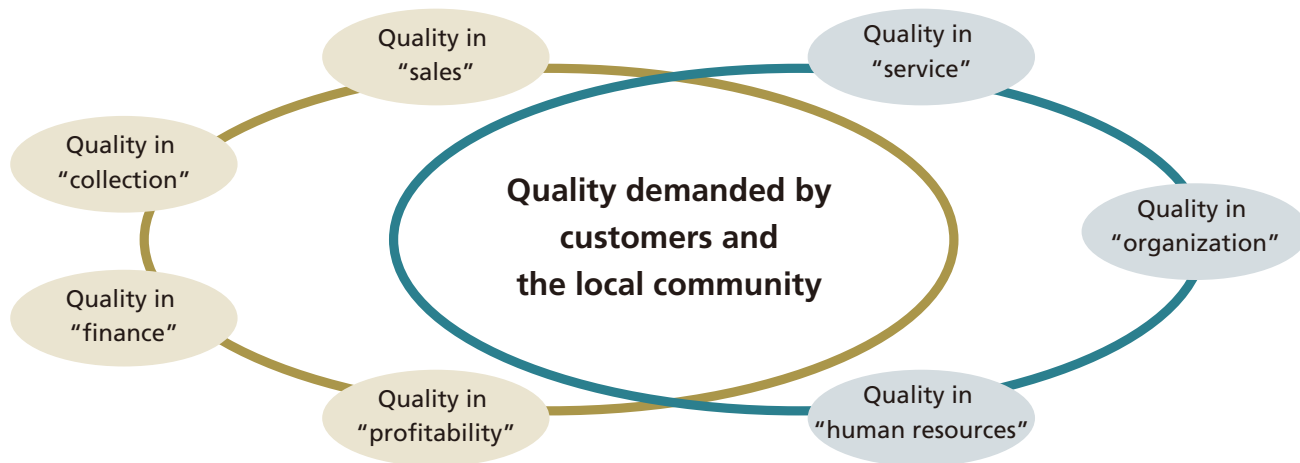 Quality in
“sales”
Quality in
“service”
Quality in
“collection”
Quality demanded by
customers and
the local community
Quality in
“organization”
Quality in
“finance”
Quality in
“profitability”
Quality in
“human resources”